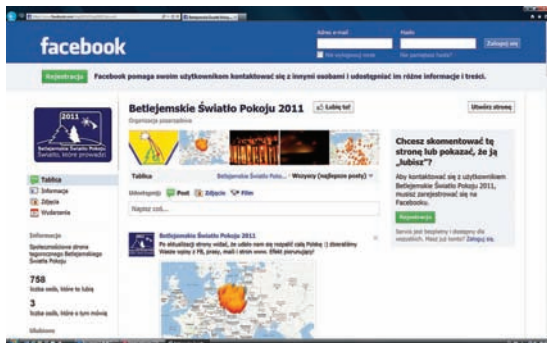 facebook
Adres e-mail
Hasło
Zaloguj się
Nie wylogowuj mnie
Nie pamiętasz hasła?
Rejestracja
Facebook pomaga swoim użytkownikom kontaktować się z innymi osobami i udostępniać im różne informacje i treści.
2011
Betlejemskie Światło Pokoju
Światło, które prowadzi
Betlejemskie Światło Pokoju 2011
Lubię to!
Utwórz stronę
Organizacja pozarządowa
Tablica
Informacje
Zdjęcia
Wydarzenia
Tablica
Betlejemskie Światło Poko...
Wszyscy (najlepsze posty)
Udostępnij:
Post
Zdjęcie
Film
Napisz coś...
Chcesz skomentować tę
stronę lub pokazać, że ją
„lubisz”?
Aby kontaktować się z użytkownikiem
Betlejemskie Światło Pokoju 2011,
musisz zarejestrować się na
Facebooku.
Rejestracja
Serwis jest bezpłatny i dostępny dla
wszystkich. Masz już konto? Zaloguj się.
Informacje
Społecznościowa strona
tegorocznego Betlejemskiego
Światła Pokoju
758
liczba osób, które to lubią
3
liczba osób, które o tym mówią
Ulubione
Betlejemskie Światło Pokoju 2011
Po aktualizacji strony widać, że udało nam się rozpalić całą Polskę :) zbieraliśmy
Wasze wpisy z FB, prasy, maili i stron www. Efekt piorunujący!